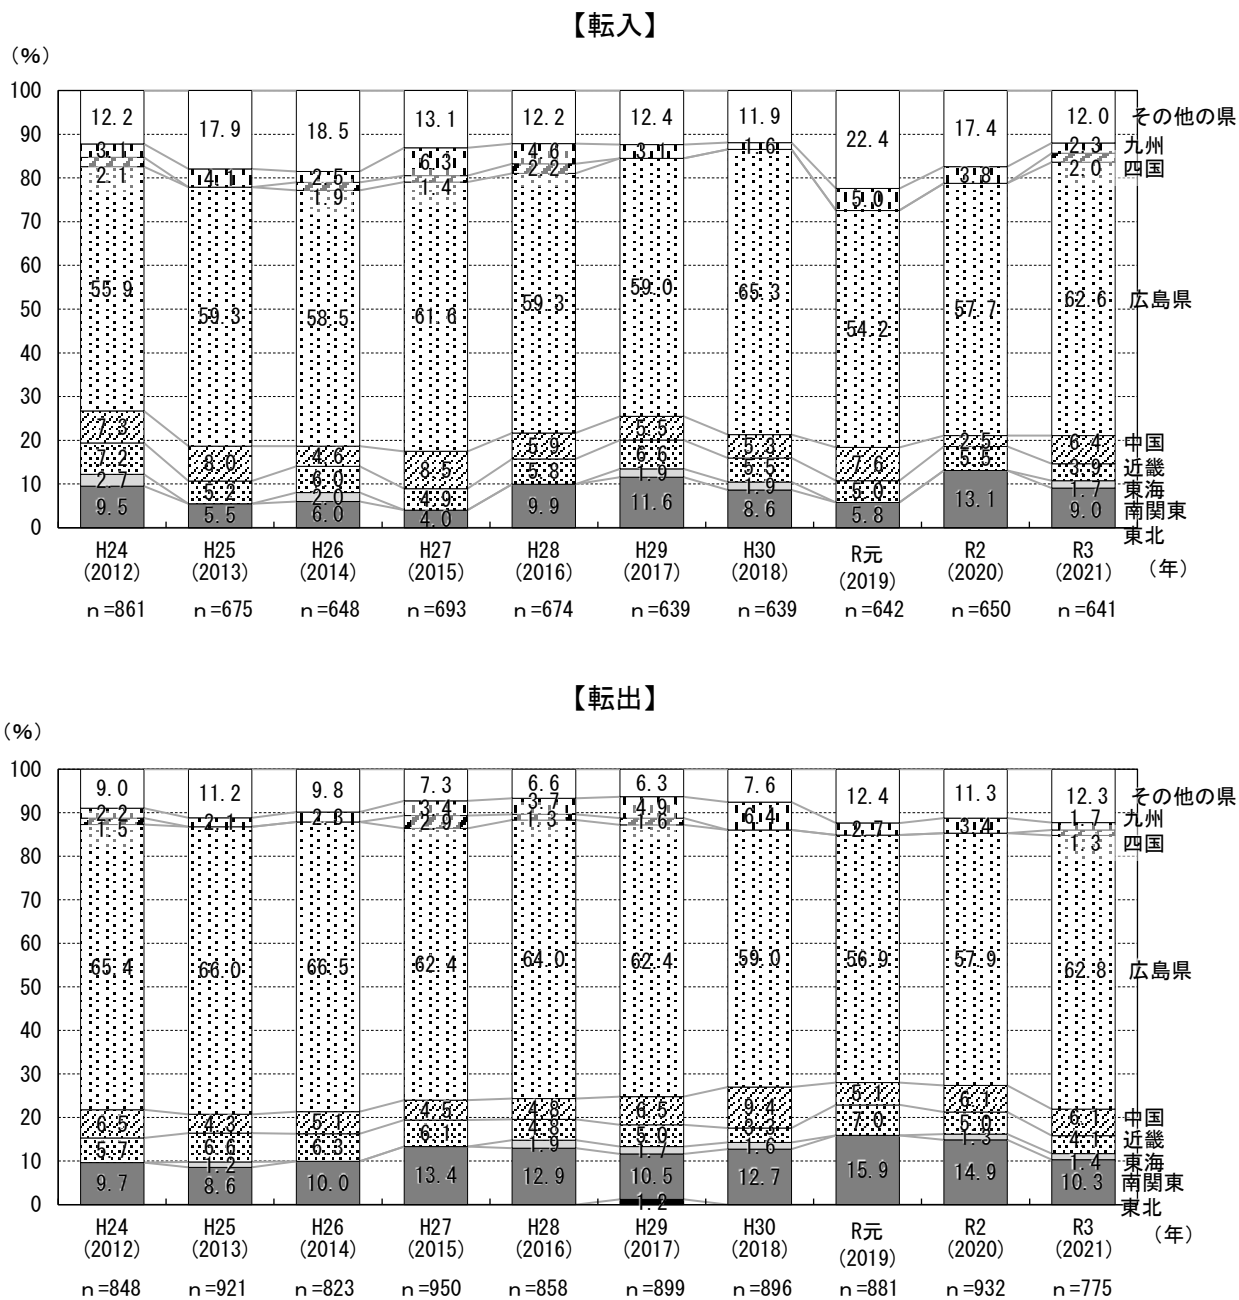 【転入】
(%)
100
90
80
70
60
50
40
30
20
10
0
12.2 17.9 18.5 13.1 12.2 12.4 11.9 22.4 17.4 12.0 その他の県
3.1 4.1 2.5 6.3 4.6 3.1 1.6 5.0 3.8 2.3 九州
2.1 1.9 1.4 2.2 2.0 四国
55.9 59.3 58.5 61.6 59.3 59.0 65.3 54.2 57.7 62.6 広島県
7.3 8.0 4.6 8.5 5.9 5.5 5.3 7.6 2.5 6.4 中国
7.2 5.2 6.0 4.9 5.8 6.6 5.5 5.0 5.5 3.9 近畿
2.7 2.0 1.9 1.9 1.7 東海
9.5 5.5 6.0 4.0 9.9 11.6 8.6 5.8 13.1 9.0 南関東
東北
H24 H25 H26 H27 H28 H29 H30 R元 R2 R3
(2012) (2013) (2014) (2015) (2016) (2017) (2018) (2019) (2020) (2021) (年)
n=861 n=675 n=648 n=693 n=674 n=639 n=639 n=642 n=650 n=641
【転出】
(%)
100
90
80
70
60
50
40
30
20
10
0
9.0 11.2 9.8 7.3 6.6 6.3 7.6 12.4 11.3 12.3 その他の県
2.2 2.1 2.3 3.4 3.7 4.9 6.4 2.7 3.4 1.7 九州
1.5 2.9 1.3 1.6 1.3 四国
65.4 66.0 66.5 62.4 64.0 62.4 59.0 56.9 57.9 62.8 広島県
6.5 4.3 5.1 4.5 4.8 6.5 9.4 5.1 6.1 6.1 中国
5.7 6.6 6.3 6.1 4.8 5.0 3.3 7.0 5.0 4.1 近畿
1.2 1.9 1.7 1.6 1.3 1.4 東海
9.7 8.6 10.0 13.4 12.9 10.5 12.7 15.9 14.9 10.3 南関東
1.2 東北
H24 H25 H26 H27 H28 H29 H30 R元 R2 R3
(2012) (2013) (2014) (2015) (2016) (2017) (2018) (2019) (2020) (2021) (年)
n=848 n=921 n=823 n=950 n=858 n=899 n=896 n=881 n=932 n=775